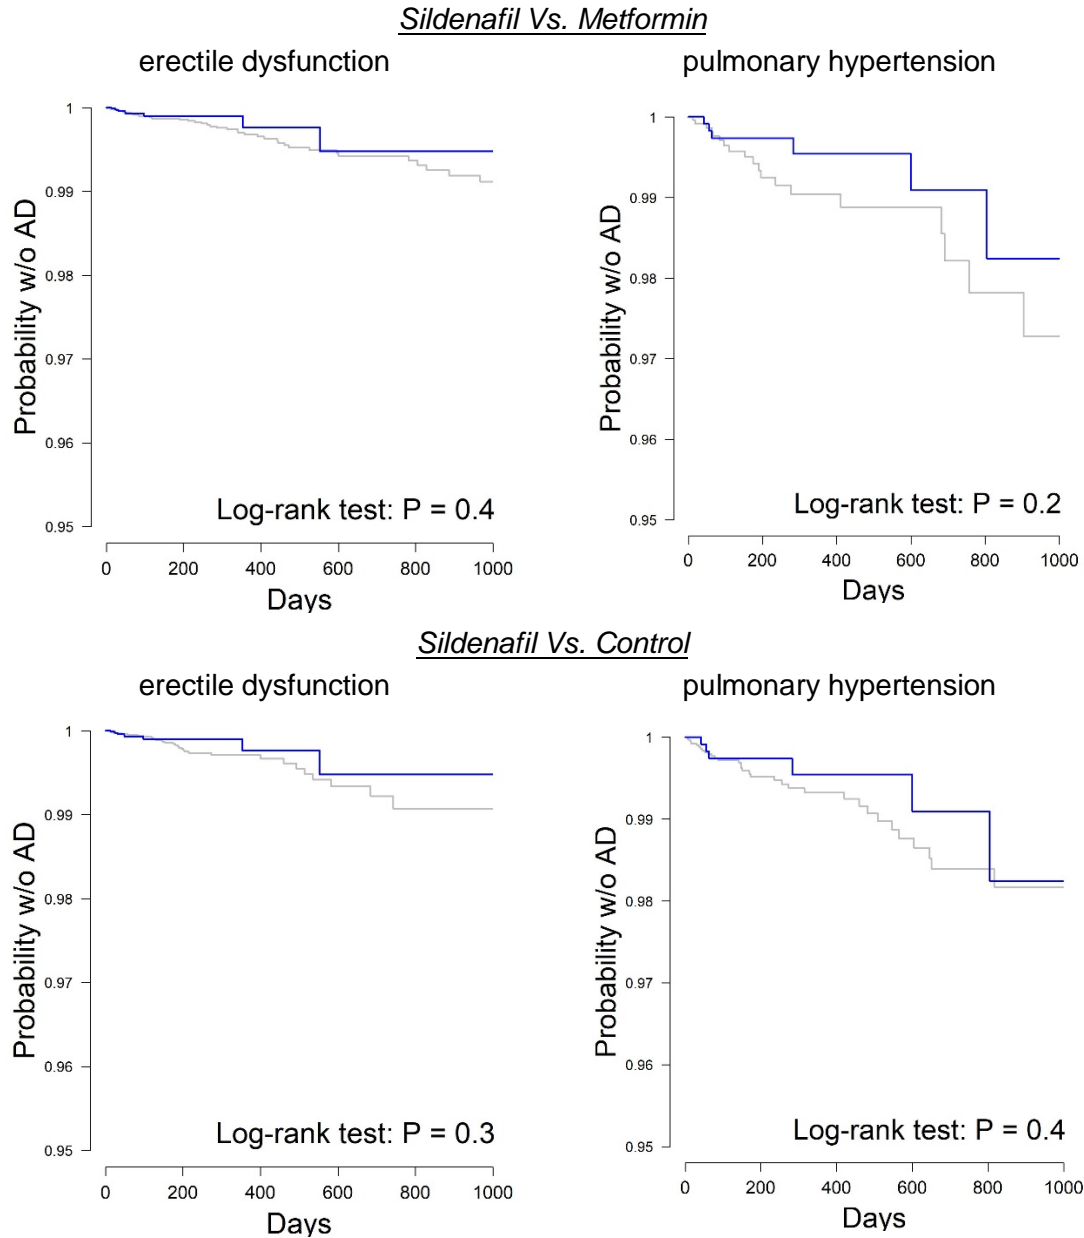 Sildenafil Vs. Metformin
erectile dysfunction
Probability w/o AD
1
0.99
0.98
0.97
0.96
0.95
Log-rank test: P = 0.4
0 200 400 600 800 1000
Days
pulmonary hypertension
Probability w/o AD
1
0.99
0.98
0.97
0.96
0.95
Log-rank test: P = 0.2
0 200 400 600 800 1000
Days
Sildenafil Vs. Control
erectile dysfunction
Probability w/o AD
1
0.99
0.98
0.97
0.96
0.95
Log-rank test: P = 0.3
0 200 400 600 800 1000
Days
pulmonary hypertension
Probability w/o AD
1
0.99
0.98
0.97
0.96
0.95
Log-rank test: P = 0.4
0 200 400 600 800 1000
Days